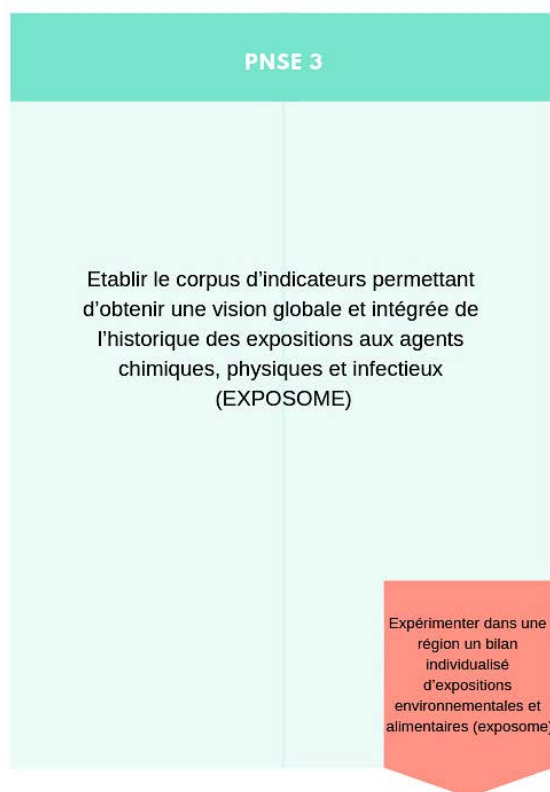 PNSE 3
Etablir le corpus d'indicateurs permettant
d'obtenir une vision globale et intégrée de
l'historique des expositions aux agents
chimiques, physiques et infectieux
(EXPOSOME)
Expérimenter dans une
région un bilan
individualisé
d'expositions
environnementales et
alimentaires (exposome)